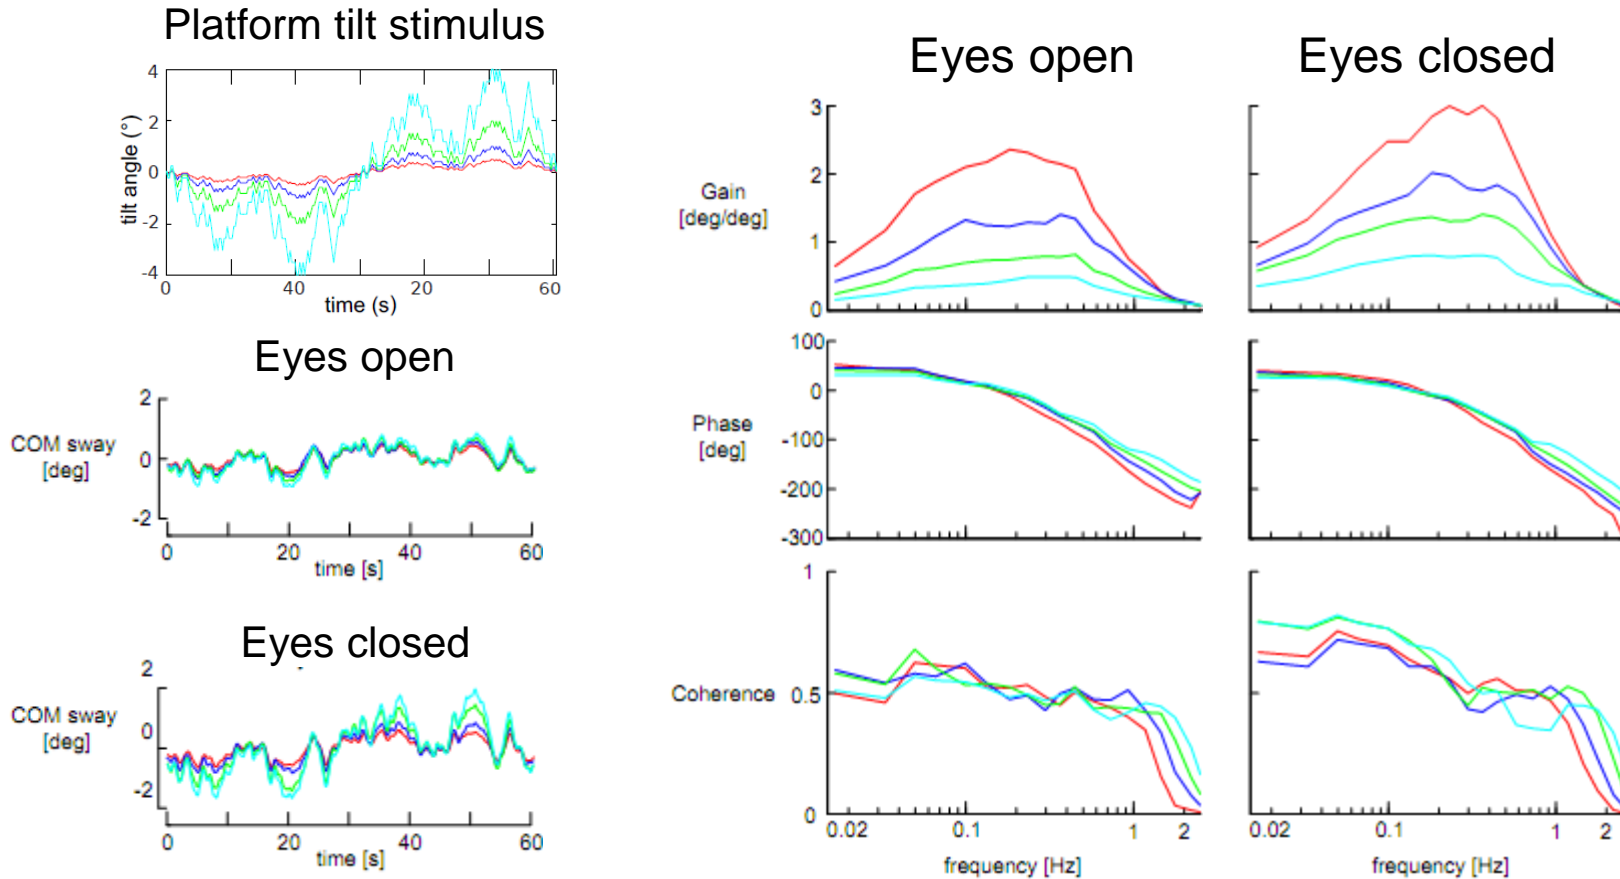 Platform tilt stimulus
4
2
0
-2
-4
tilt angle (°)
0 40 20 60
time (s)
Eyes open
2
0
-2
COM sway
[deg]
0 20 40 60
time [s]
Eyes closed
2
0
-2
COM sway
[deg]
0 20 40 60
time [s]
Eyes open
Eyes closed
Gain
[deg/deg]
3
2
1
0
Phase
[deg]
100
0
-100
-200
-300
Coherence
1
0.5
0
0.02 0.1 1 2
frequency [Hz]
0.02 0.1 1 2
frequency [Hz]